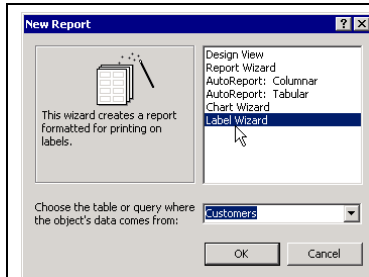 New Report
Design View
Report Wizard
AutoReport: Columnar
AutoReport: Tabular
Chart Wizard
Label Wizard
This wizard creates a report
formatted for printing on
labels.
Choose the table or query where
the object's data comes from:
Customers
OK
Cancel